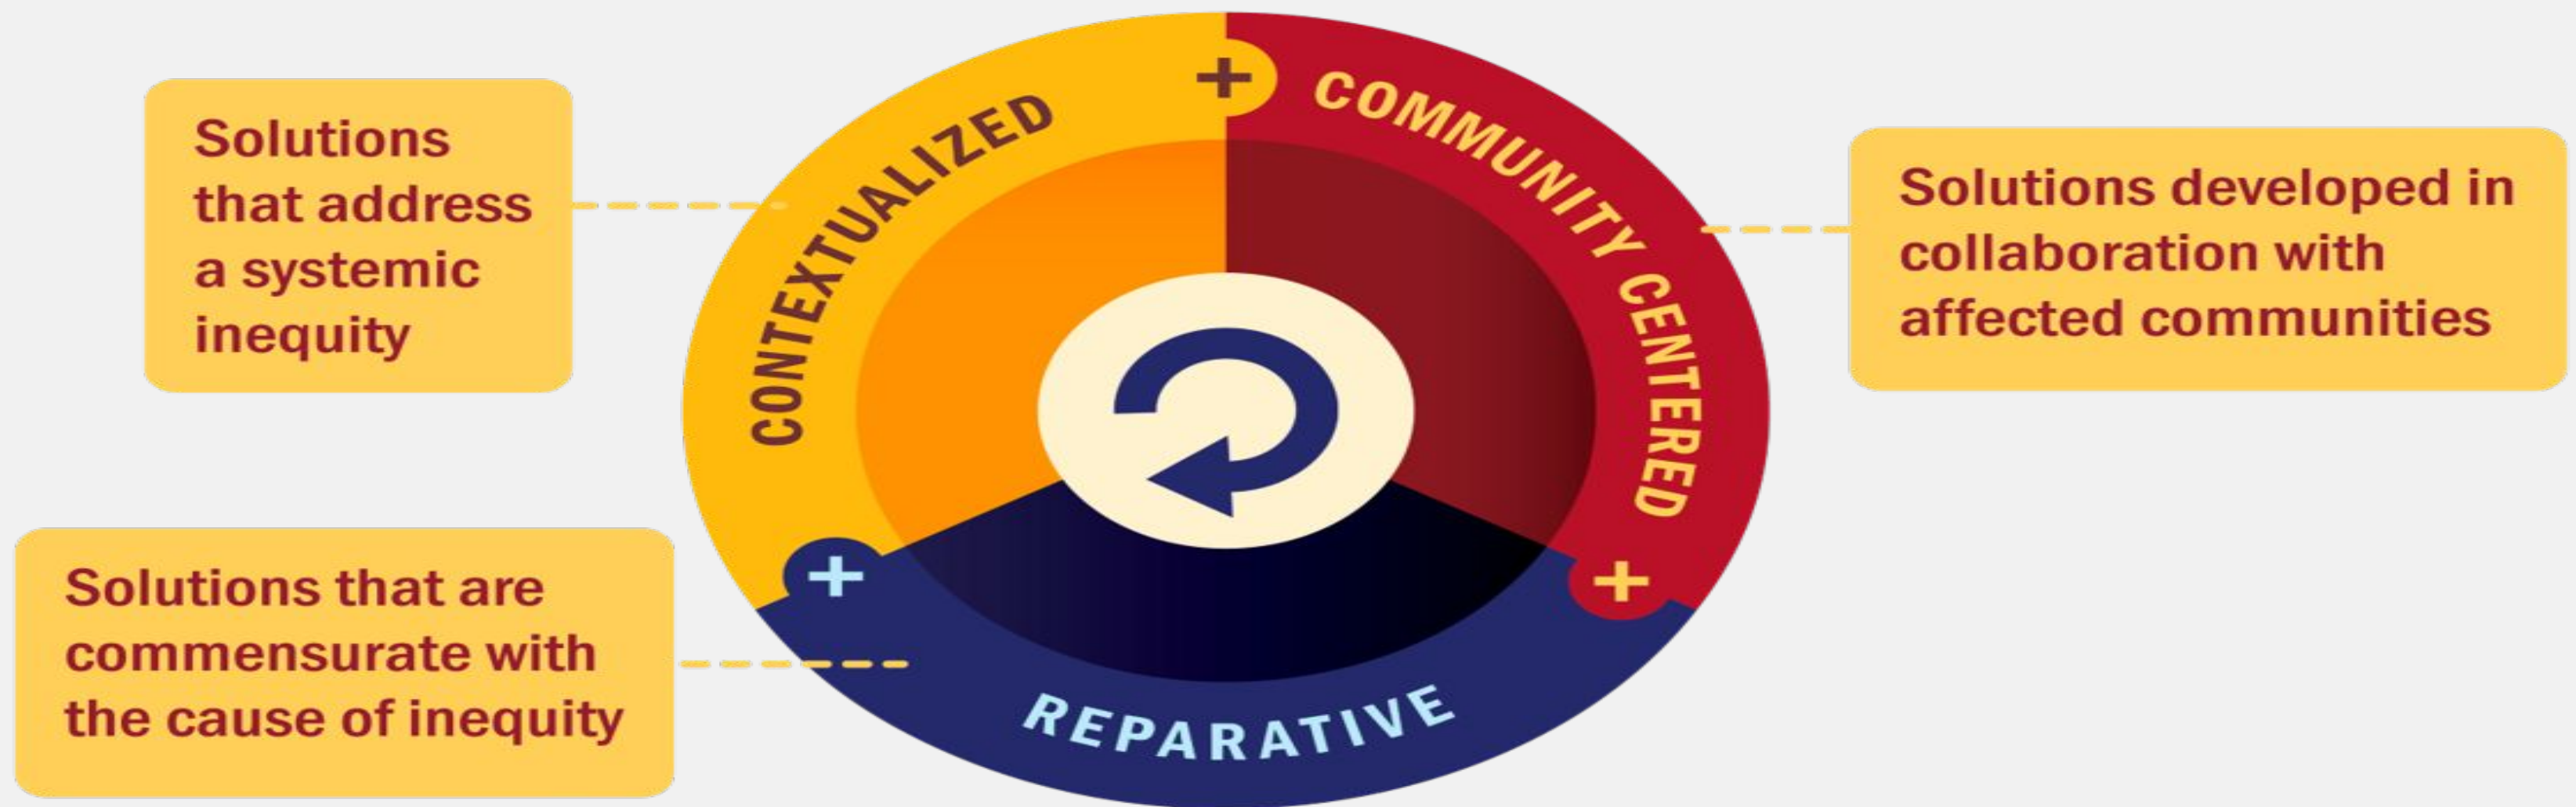 Solutions
that address
a systemic
inequity
CONTEXTUALIZED
+
COMMUNITY CENTERED
Solutions developed in
collaboration with
affected communities
Solutions that are
commensurate with
the cause of inequity
+
+
REPARATIVE